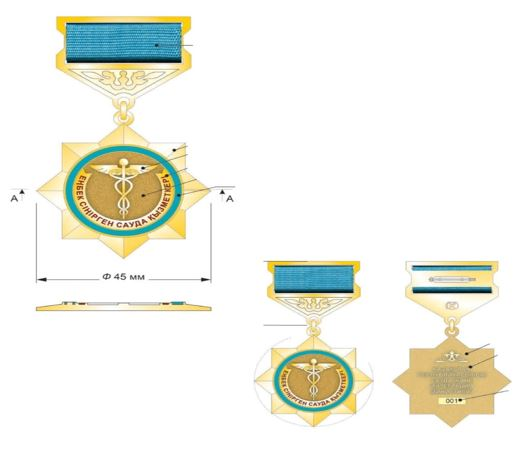 ЕҢБЕК СІҢІРГЕН САУДА ҚЫЗМЕТКЕРІ
A A
Ф 45 мм
ЕҢБЕК СІҢІРГЕН САУДА ҚЫЗМЕТКЕРІ
001